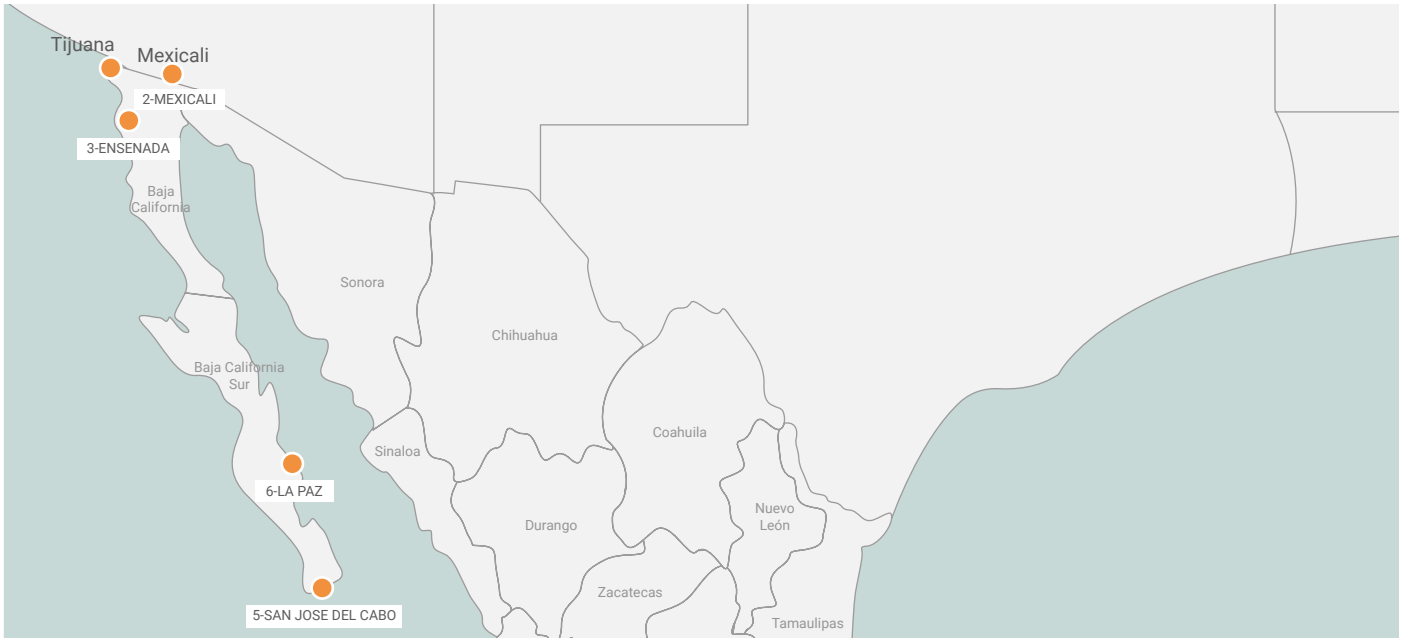 Tijuana
Mexicali
2-MEXICALI
3-ENSENADA
Baja
California
Sonora
Chihuahua
Baja California
Sur
Coahuila
Sinaloa
6-LA PAZ
Nuevo
León
Durango
Zacatecas
5-SAN JOSE DEL CABO
Tamaulipas